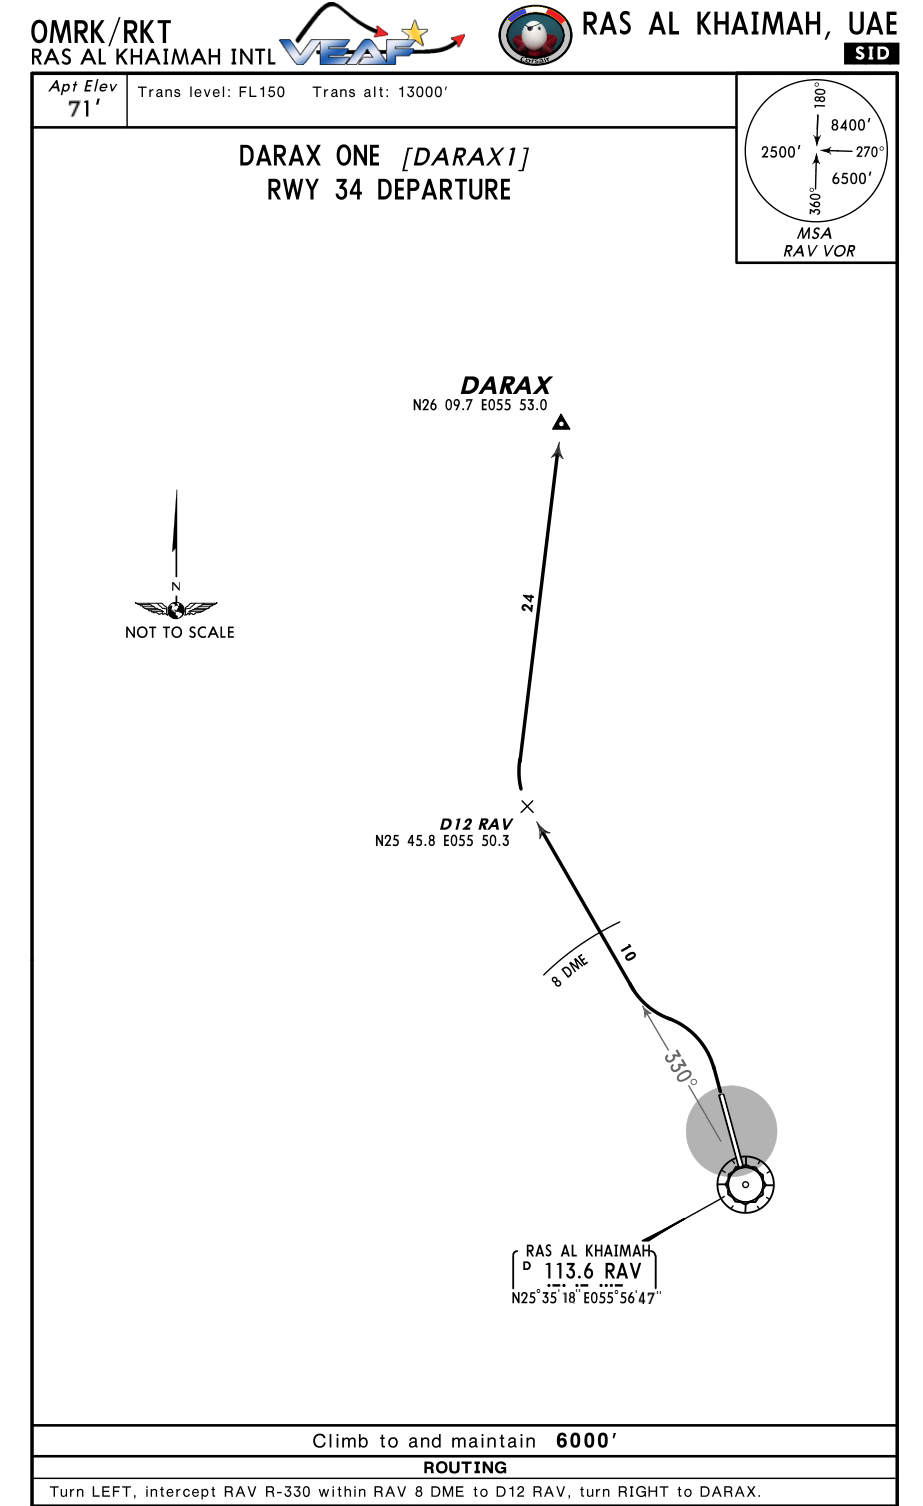 OMRK/RKT
RAS AL KHAIMAH INTL
VEAF
Corsair
RAS AL KHAIMAH, UAE
SID
Apt Elev
71'
Trans level: FL150 Trans alt: 13000'
DARAX ONE [DARAX1]
RWY 34 DEPARTURE
180°
8400'
2500'
270°
6500'
360°
MSA
RAV VOR
DARAX
N26 09.7 E055 53.0
24
N
NOT TO SCALE
D12 RAV
N25 45.8 E055 50.3
10
8 DME
330°
RAS AL KHAIMAH
D 113.6 RAV
N25°35'18" E055°56'47"
Climb to and maintain 6000'
ROUTING
Turn LEFT, intercept RAV R-330 within RAV 8 DME to D12 RAV, turn RIGHT to DARAX.